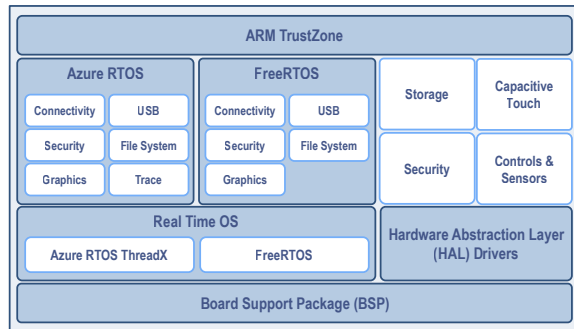 ARM TrustZone
Azure RTOS
Connectivity
USB
Security
File System
Graphics
Trace
FreeRTOS
Connectivity
USB
Security
File System
Graphics
Storage
Capacitive
Touch
Security
Controls &
Sensors
Real Time OS
Azure RTOS ThreadX
FreeRTOS
Hardware Abstraction Layer
(HAL) Drivers
Board Support Package (BSP)